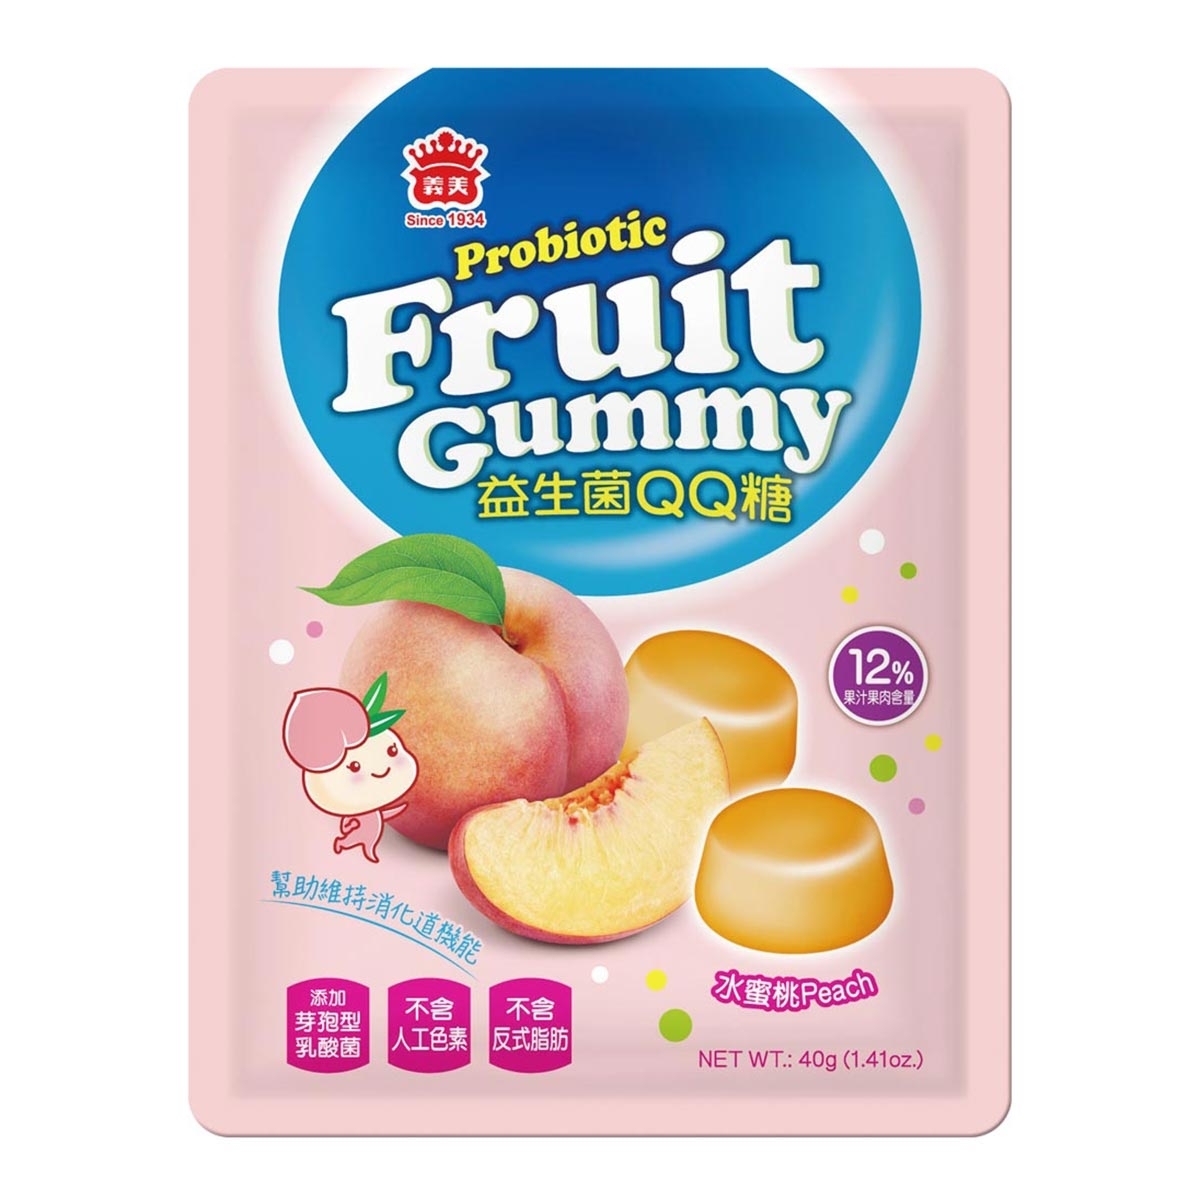 義美
Since 1934
Probiotic
Fruit
Gummy
益生菌QQ糖
12%
果汁果肉含量
幫助維持消化道機能
添加
芽孢型
乳酸菌
不含
人工色素
不含
反式脂肪
水蜜桃Peach
NET WT.: 40g (1.41oz.)